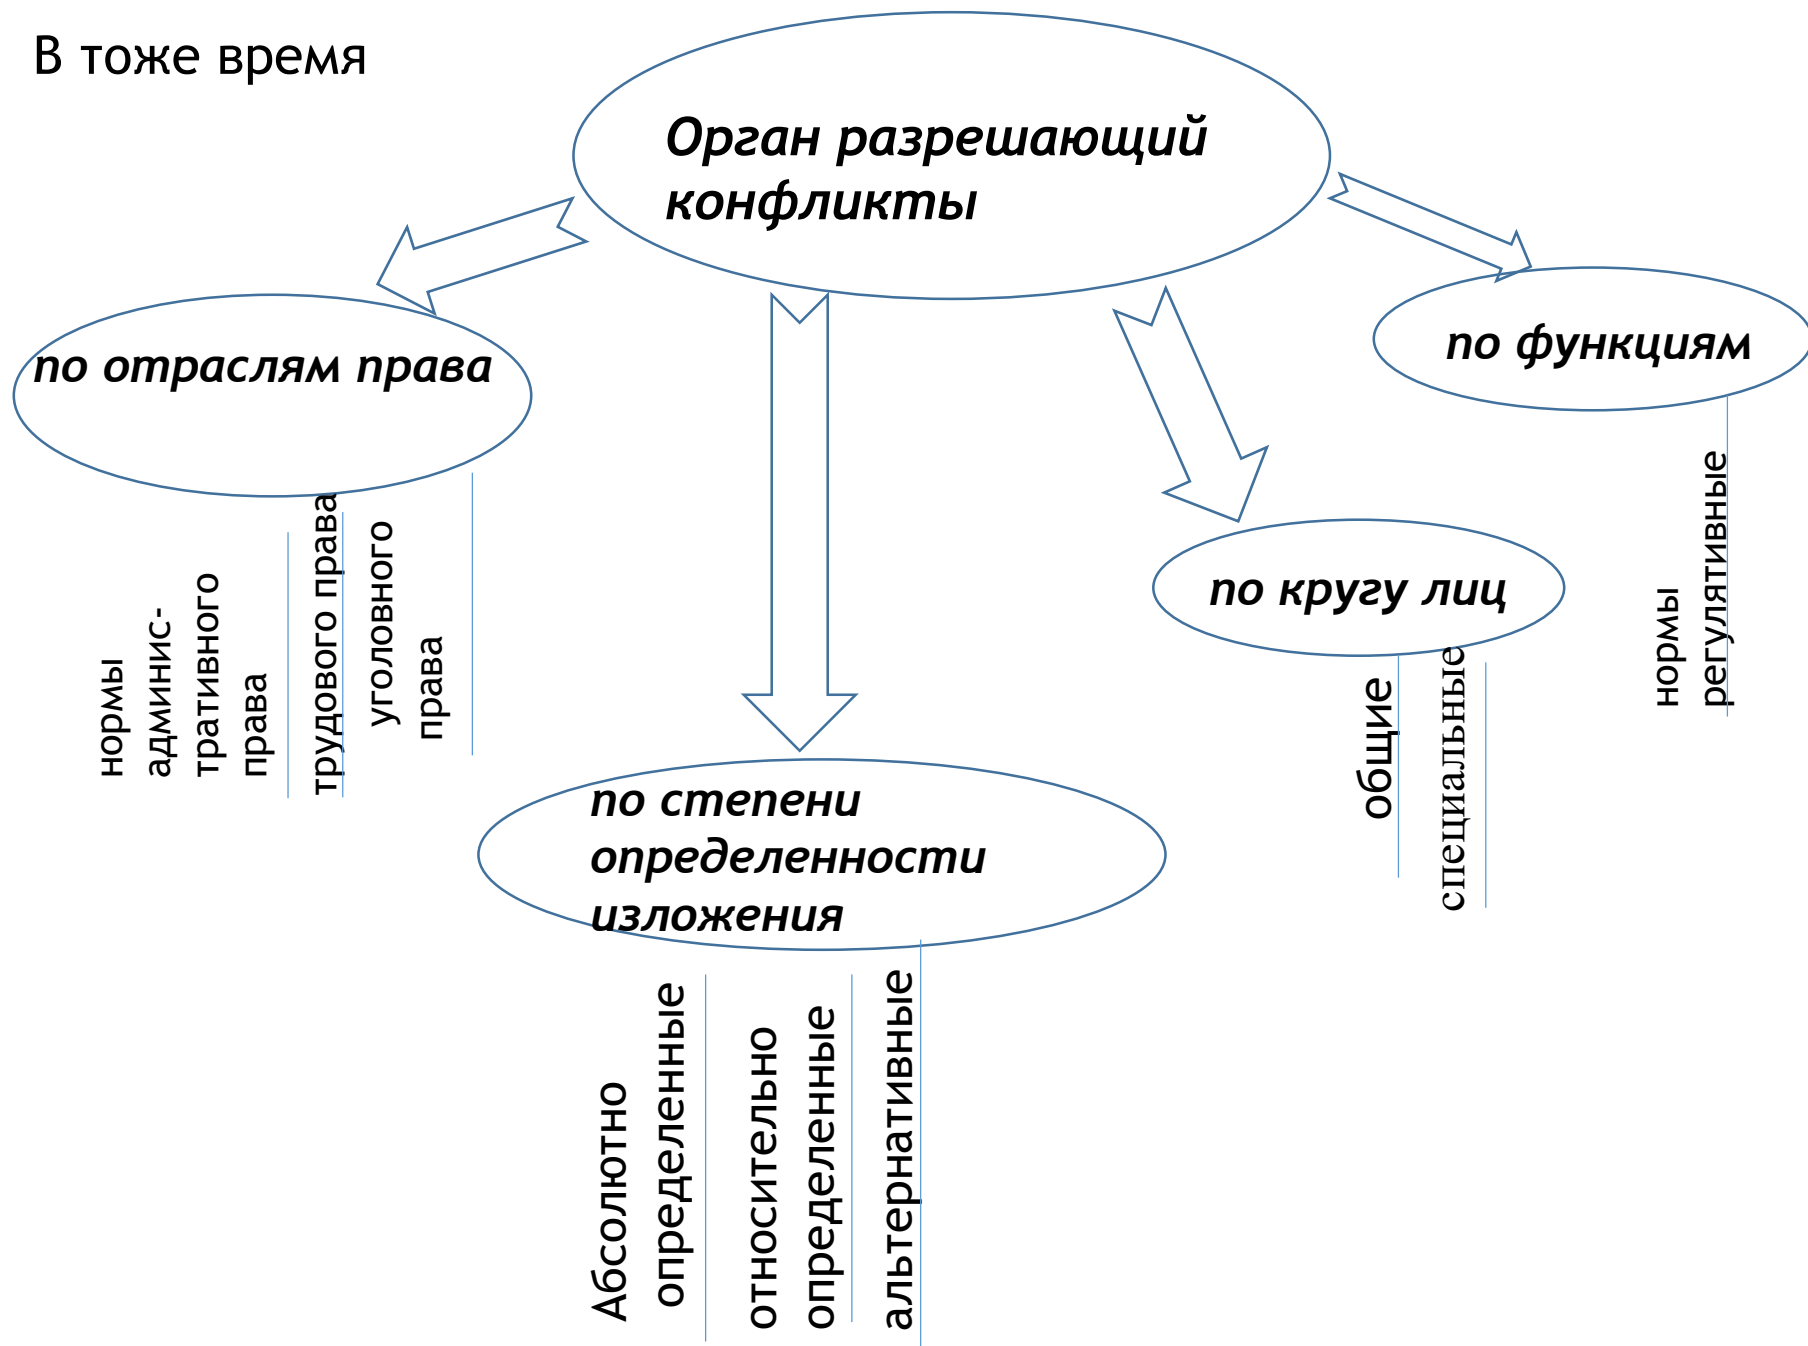 В тоже время
Орган разрешающий
конфликты
по отраслям права
по функциям
нормы
админис-
тративного
права
трудового права
уголовного
права
по кругу лиц
общие
специальные
нормы
регулятивные
по степени
определенности
изложения
Абсолютно
определенные
относительно
определенные
альтернативные